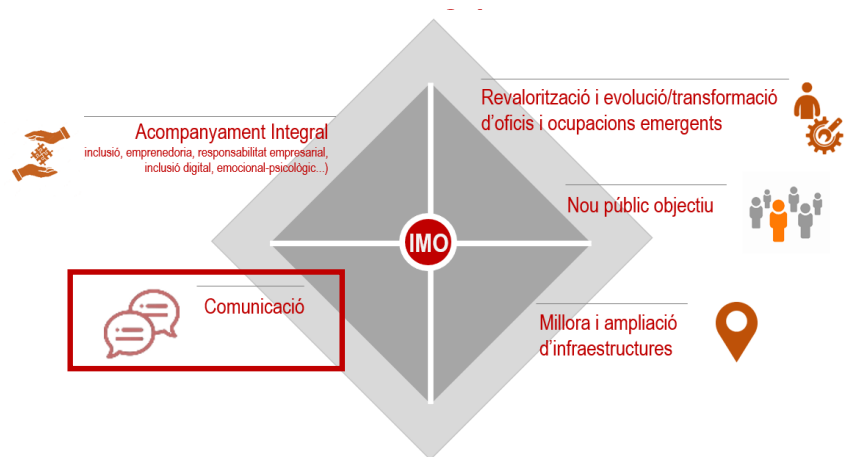 Acompanyament Integral
inclusió, emprenedoria, responsabilitat empresarial,
inclusió digital, emocional-psicológic...)
Revalorització i evolució/transformació
d'oficis i ocupacions emergents
Nou públic objectiu
IMO
Comunicació
Millora i ampliació
d'infraestructures